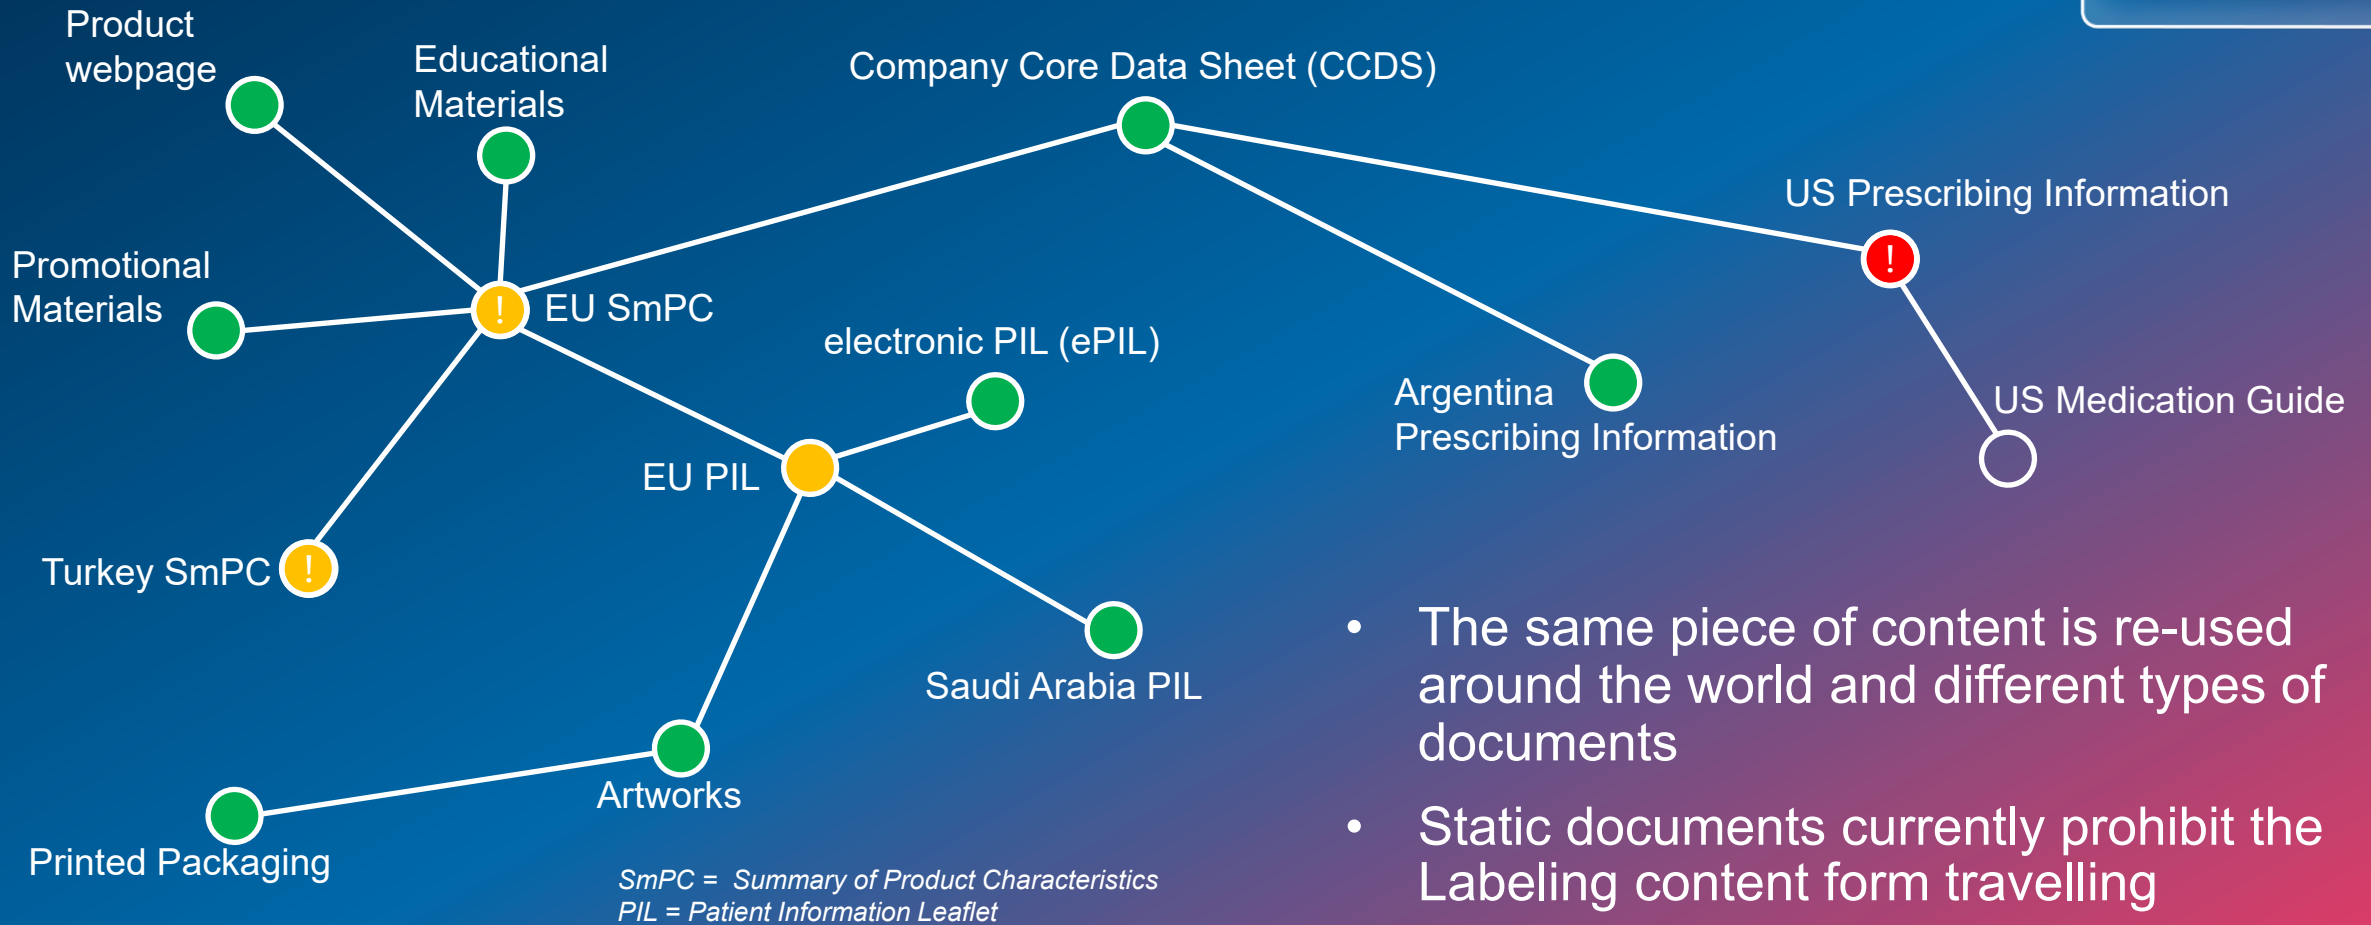 Product
webpage
Educational
Materials
Company Core Data Sheet (CCDS)
US Prescribing Information
!
Promotional
Materials
!
EU SmPC
electronic PIL (ePIL)
Argentina
Prescribing Information
US Medication Guide
EU PIL
Turkey SmPC
!
Saudi Arabia PIL
Artworks
Printed Packaging
SmPC = Summary of Product Characteristics
PIL = Patient Information Leaflet
• The same piece of content is re-used
around the world and different types of
documents
• Static documents currently prohibit the
Labeling content form travelling